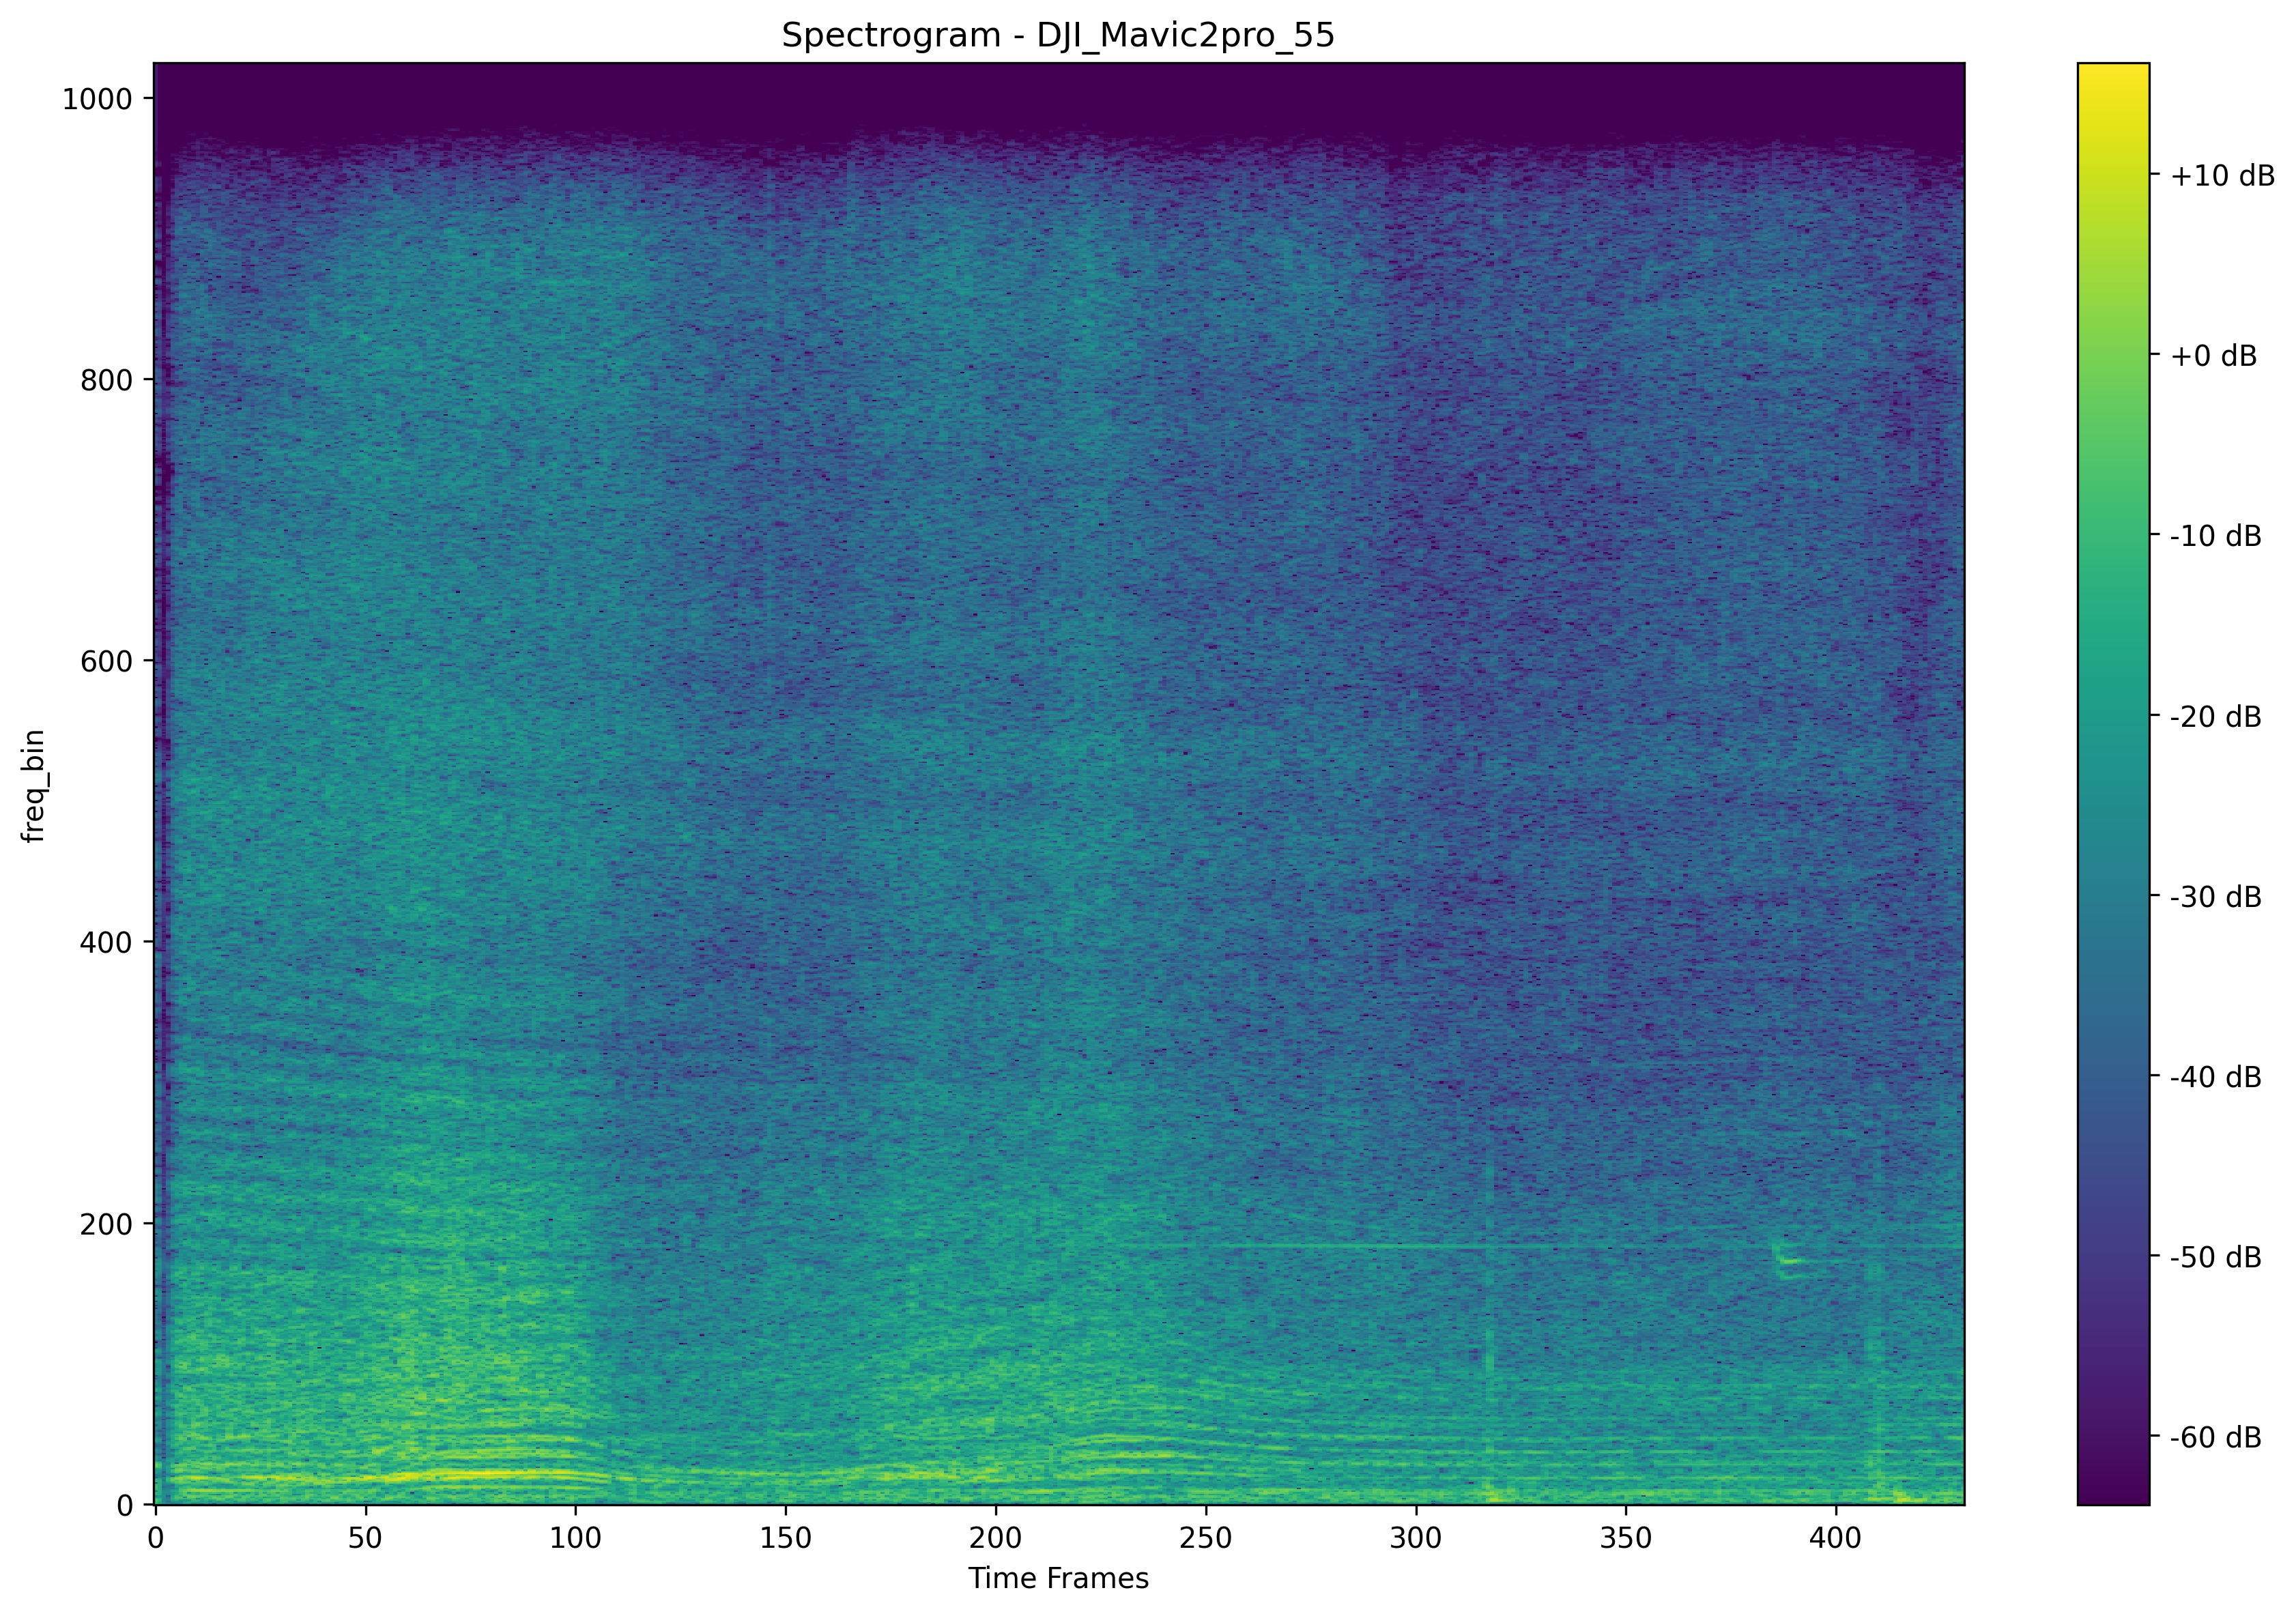 Spectrogram - DJI_Mavic2pro_55
1000
800
600
400
200
0
freq_bin
0 50 100 150 200 250 300 350 400
Time Frames
+10 dB
+0 dB
-10 dB
-20 dB
-30 dB
-40 dB
-50 dB
-60 dB